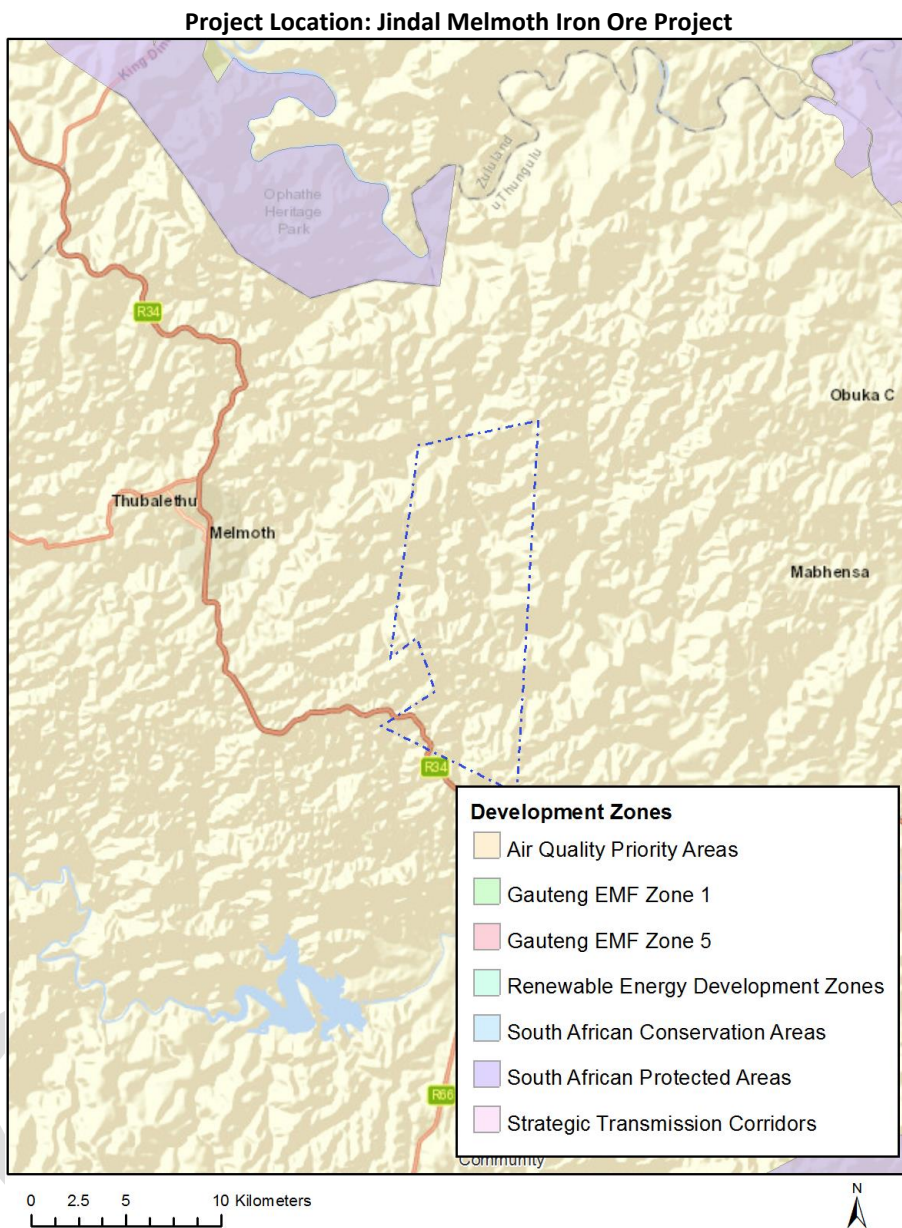 Project Location: Jindal Melmoth Iron Ore Project
Ophathe
Heritage
Park
Zululand
uThungulu
R34
Obuka C
Thubalethu
Melmoth
Mabhensa
R34
Development Zones
Air Quality Priority Areas
Gauteng EMF Zone 1
Gauteng EMF Zone 5
Renewable Energy Development Zones
South African Conservation Areas
South African Protected Areas
Strategic Transmission Corridors
R66
Community
0 2.5 5 10 Kilometers
N